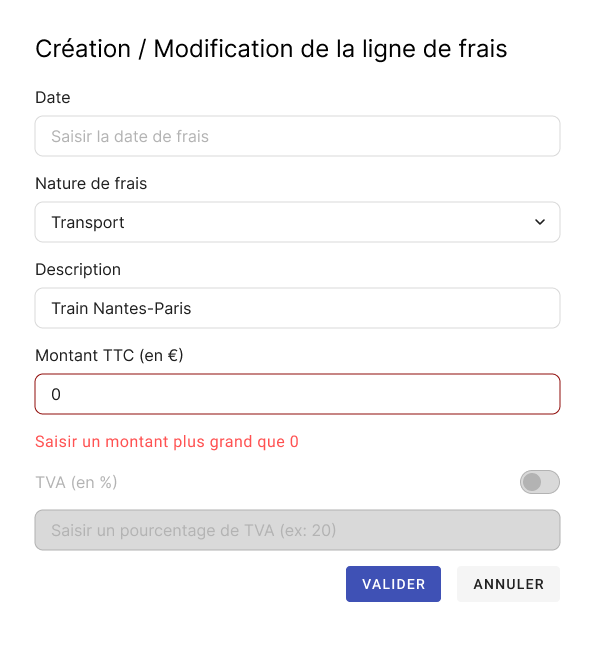 Création / Modification de la ligne de frais
Date
Saisir la date de frais
Nature de frais
Transport
Description
Train Nantes-Paris
Montant TTC (en €)
0
Saisir un montant plus grand que 0
TVA (en %)
Saisir un pourcentage de TVA (ex: 20)
VALIDER ANNULER